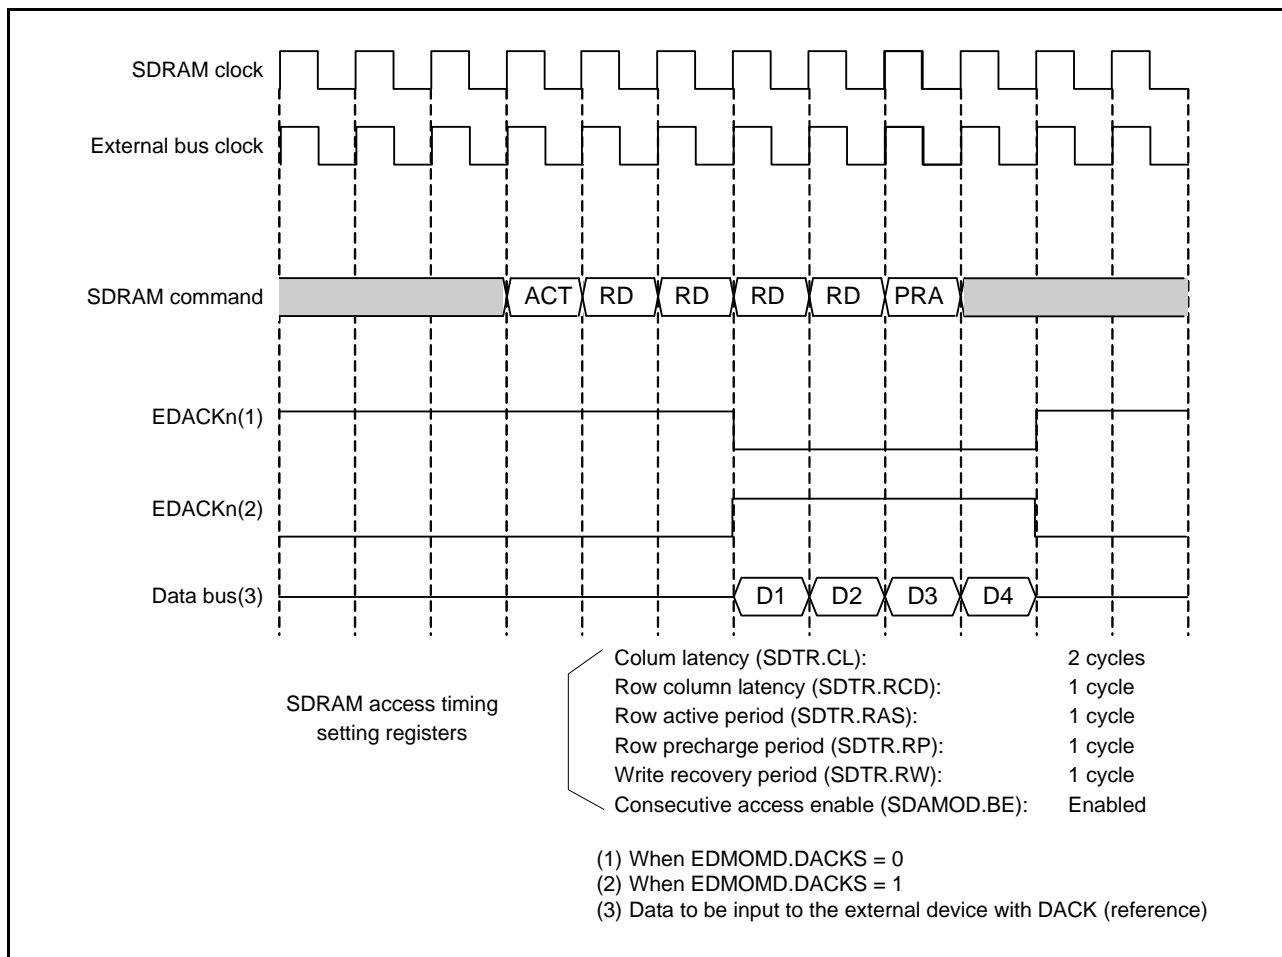 SDRAM clock
External bus clock
SDRAM command ACT RD RD RD RD PRA
EDACKn(1)
EDACKn(2)
Data bus(3) D1 D2 D3 D4
SDRAM access timing
setting registers
Colum latency (SDTR.CL): 2 cycles
Row column latency (SDTR.RCD): 1 cycle
Row active period (SDTR.RAS): 1 cycle
Row precharge period (SDTR.RP): 1 cycle
Write recovery period (SDTR.RW): 1 cycle
Consecutive access enable (SDAMOD.BE): Enabled
(1) When EDMOMD.DACKS = 0
(2) When EDMOMD.DACKS = 1
(3) Data to be input to the external device with DACK (reference)